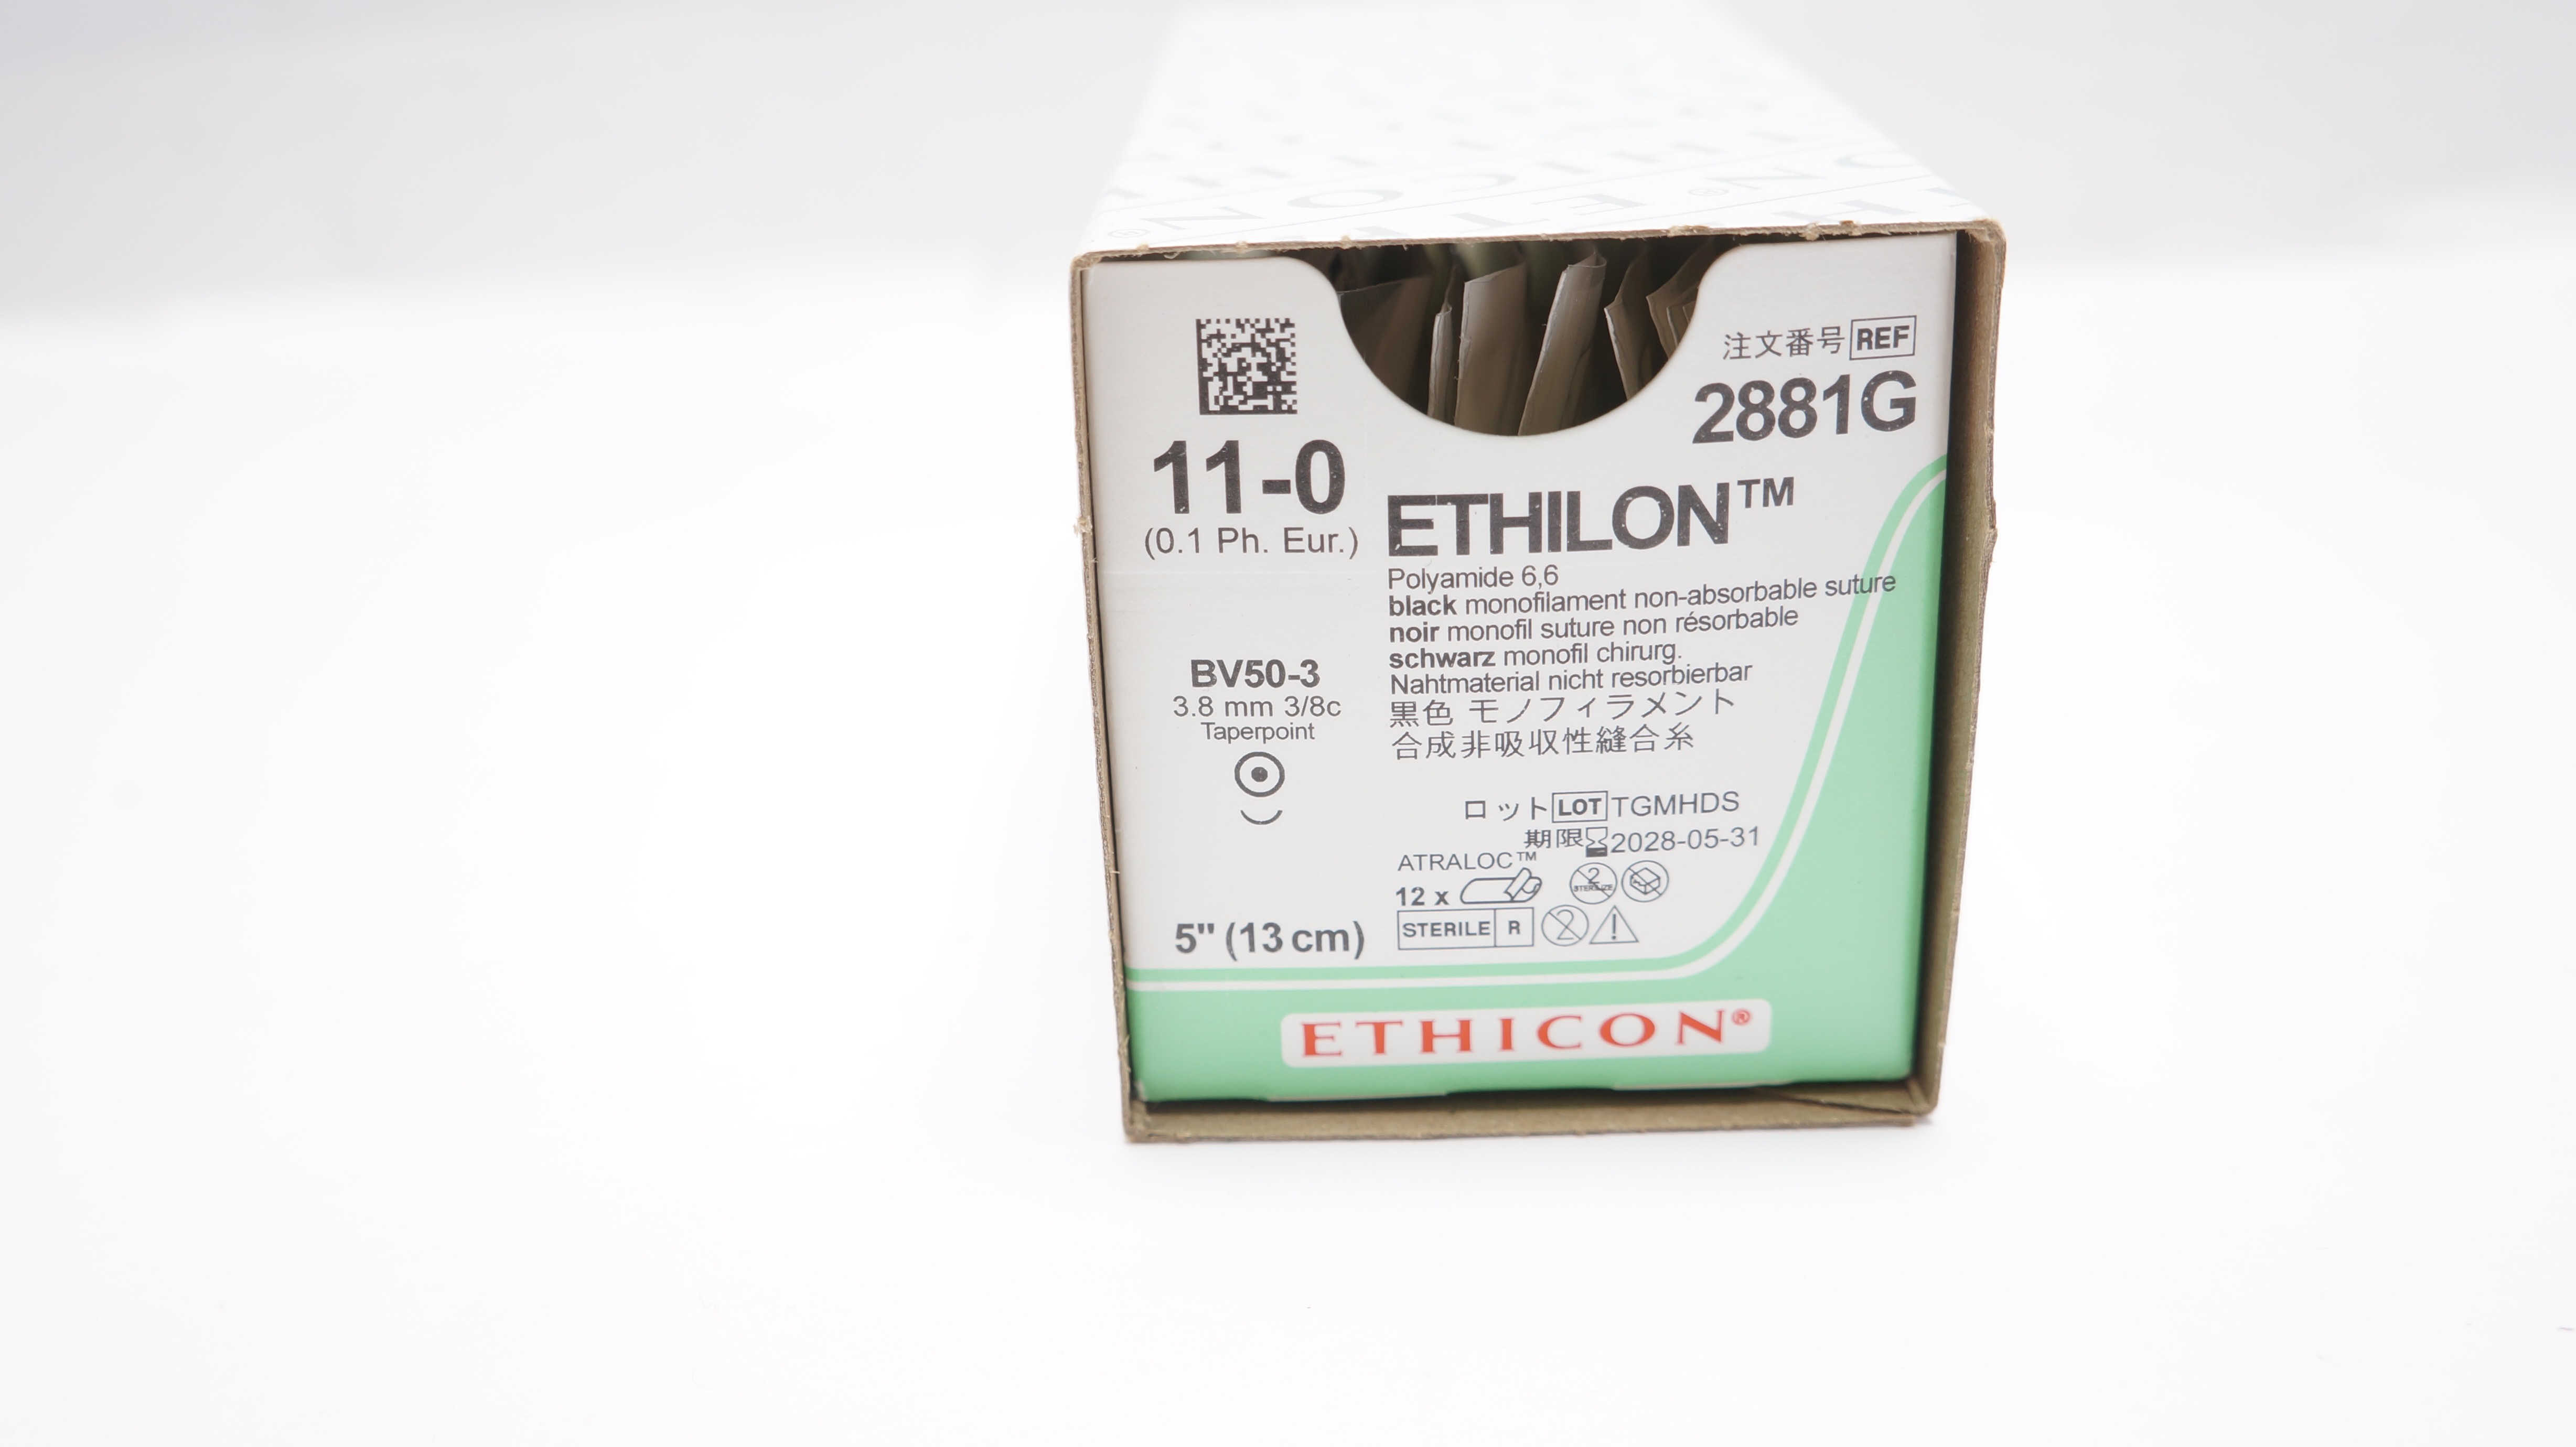 ETHICON®
注文番号 REF
2881G
11-0
(0.1 Ph. Eur.)
ETHILON™
Polyamide 6,6
black monofilament non-absorbable suture
noir monofil suture non résorbable
schwarz monofil chirurg.
Nahtmaterial nicht resorbierbar
黒色 モノフィラメント
合成非吸収性縫合糸
BV50-3
3.8 mm 3/8c
Taperpoint
ロット LOT TGMHDS
期限 2028-05-31
ATRALOC™
12 x
2
STERILIZE
STERILE R
2
5" (13 cm)
ETHICON®